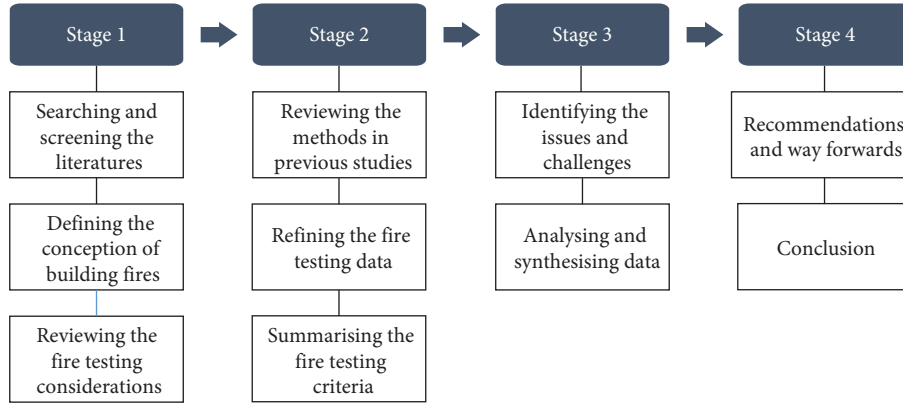 Stage 1
Searching and
screening the
literatures
Defining the
conception of
building fires
Reviewing the
fire testing
considerations
Stage 2
Reviewing the
methods in
previous studies
Refining the fire
testing data
Summarising the
fire testing
criteria
Stage 3
Identifying the
issues and
challenges
Analysing and
synthesising data
Stage 4
Recommendations
and way forwards
Conclusion